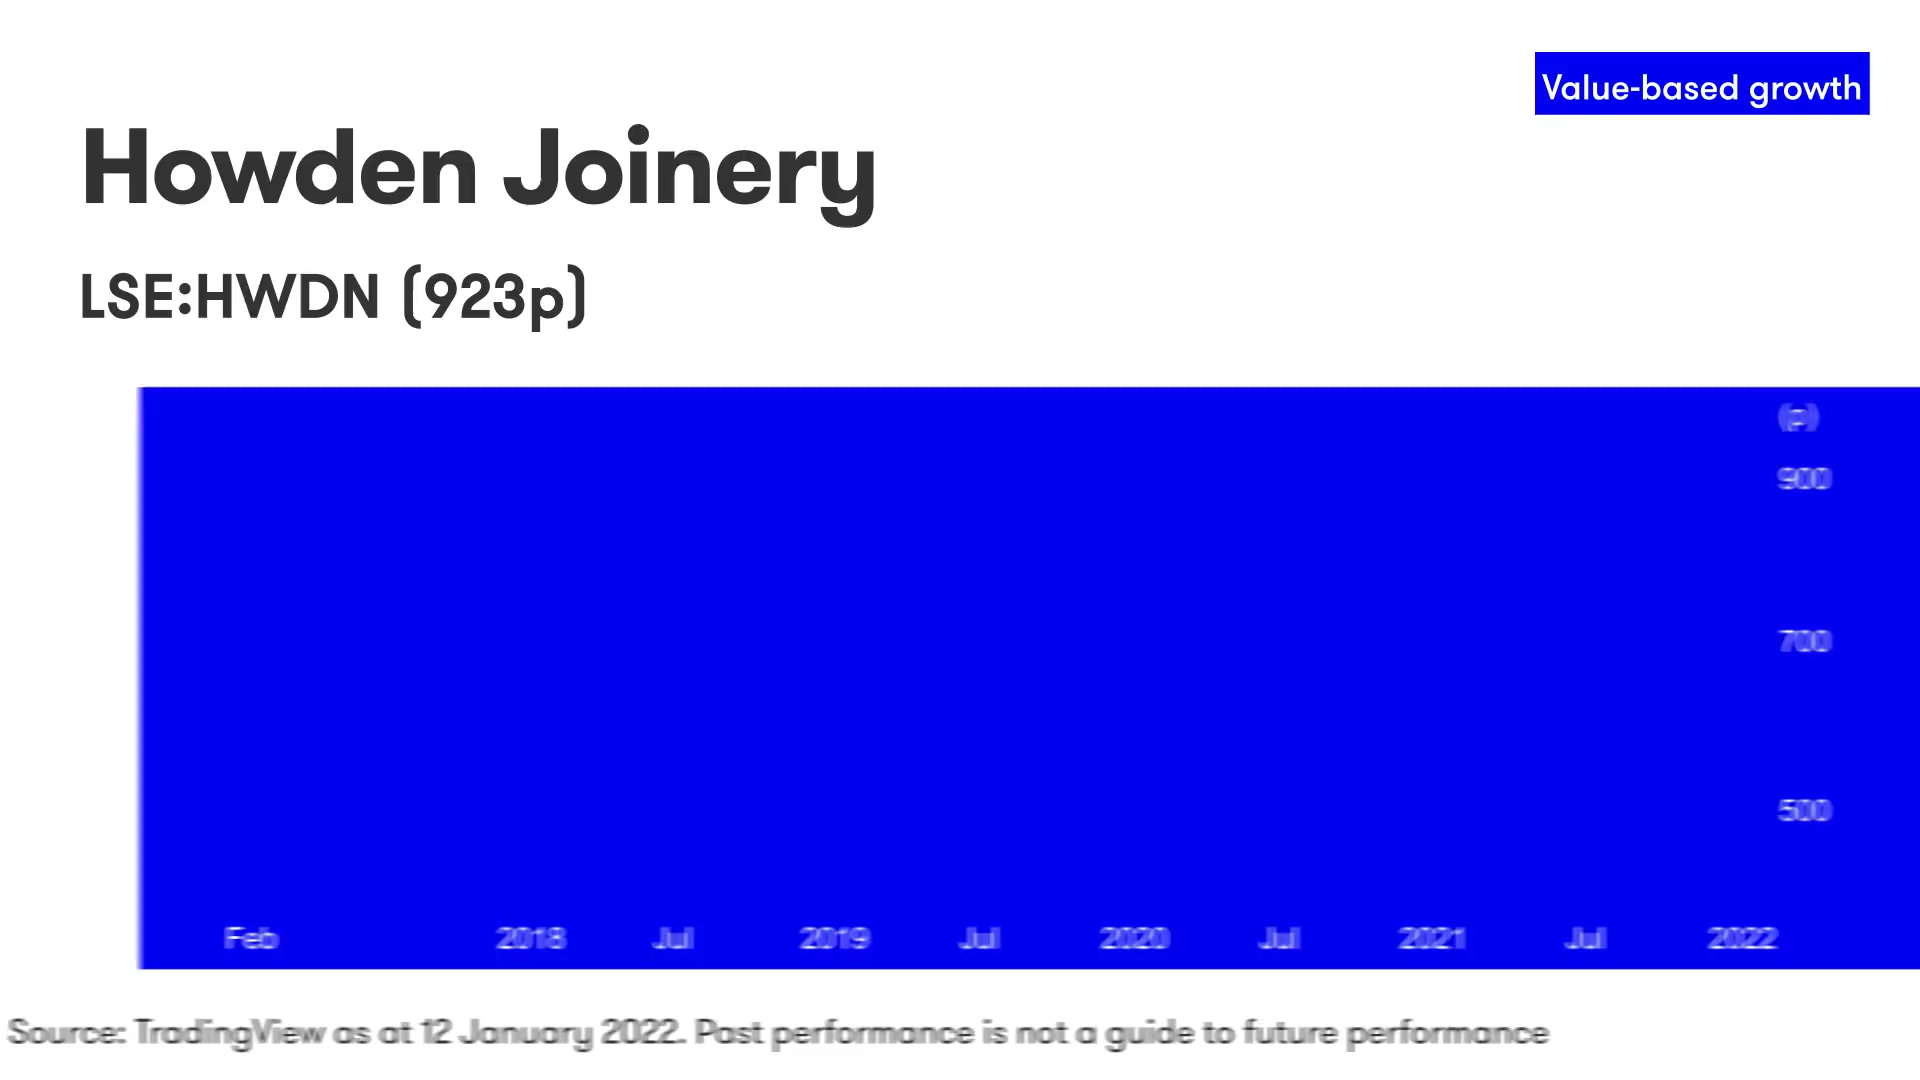 Value-based growth
Howden Joinery
LSE:HWDN (923p)
(p)
900
700
500
Feb 2018 Jul 2019 Jul 2020 Jul 2021 Jul 2022
Source: TradingView as at 12 January 2022. Past performance is not a guide to future performance